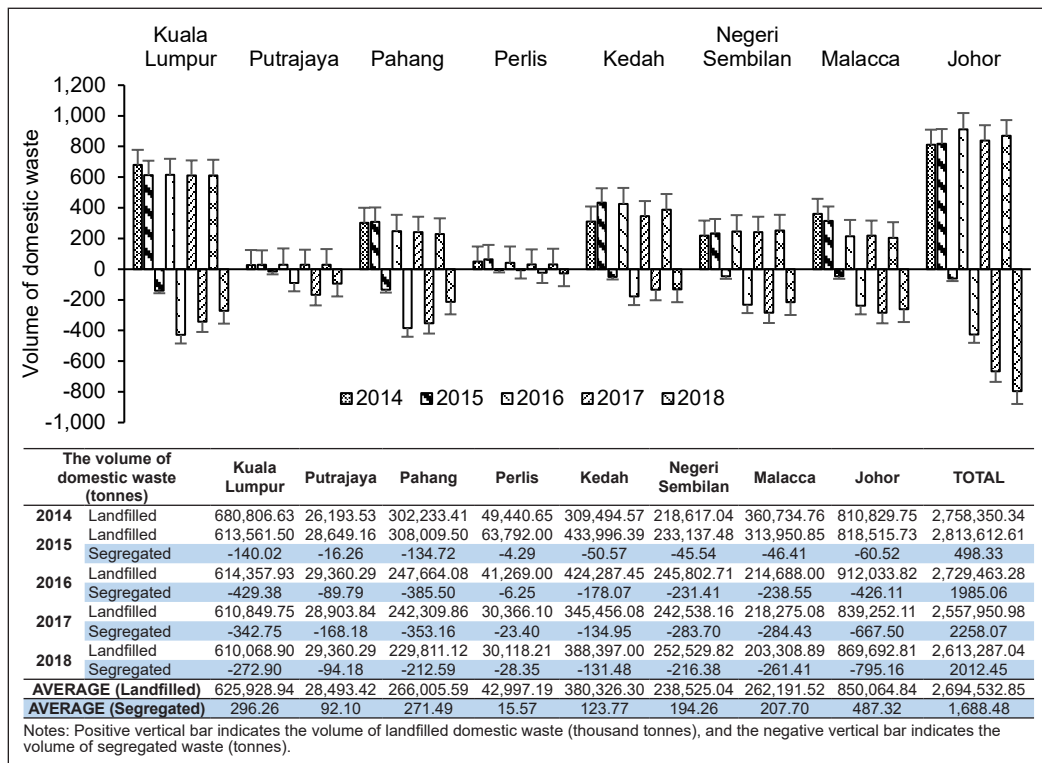 Kuala Lumpur Putrajaya Pahang Perlis Kedah Negeri Sembilan Malacca Johor
Volume of domestic waste
1,200
1,000
800
600
400
200
0
-200
-400
-600
-800
-1,000
2014 2015 2016 2017 2018
The volume of domestic waste (tonnes) Kuala Lumpur Putrajaya Pahang Perlis Kedah Negeri Sembilan Malacca Johor TOTAL
2014 Landfilled 680,806.63 26,193.53 302,233.41 49,440.65 309,494.57 218,617.04 360,734.76 810,829.75 2,758,350.34
2015 Landfilled 613,561.50 28,649.16 308,009.50 63,792.00 433,996.39 233,137.48 313,950.85 818,515.73 2,813,612.61
Segregated -140.02 -16.26 -134.72 -4.29 -50.57 -45.54 -46.41 -60.52 498.33
2016 Landfilled 614,357.93 29,360.29 247,664.08 41,269.00 424,287.45 245,802.71 214,688.00 912,033.82 2,729,463.28
Segregated -429.38 -89.79 -385.50 -6.25 -178.07 -231.41 -238.55 -426.11 1985.06
2017 Landfilled 610,849.75 28,903.84 242,309.86 30,366.10 345,456.08 242,538.16 218,275.08 839,252.11 2,557,950.98
Segregated -342.75 -168.18 -353.16 -23.40 -134.95 -283.70 -284.43 -667.50 2258.07
2018 Landfilled 610,068.90 29,360.29 229,811.12 30,118.21 388,397.00 252,529.82 203,308.89 869,692.81 2,613,287.04
Segregated -272.90 -94.18 -212.59 -28.35 -131.48 -216.38 -261.41 -795.16 2012.45
AVERAGE (Landfilled) 625,928.94 28,493.42 266,005.59 42,997.19 380,326.30 238,525.04 262,191.52 850,064.84 2,694,532.85
AVERAGE (Segregated) 296.26 92.10 271.49 15.57 123.77 194.26 207.70 487.32 1,688.48
Notes: Positive vertical bar indicates the volume of landfilled domestic waste (thousand tonnes), and the negative vertical bar indicates the
volume of segregated waste (tonnes).